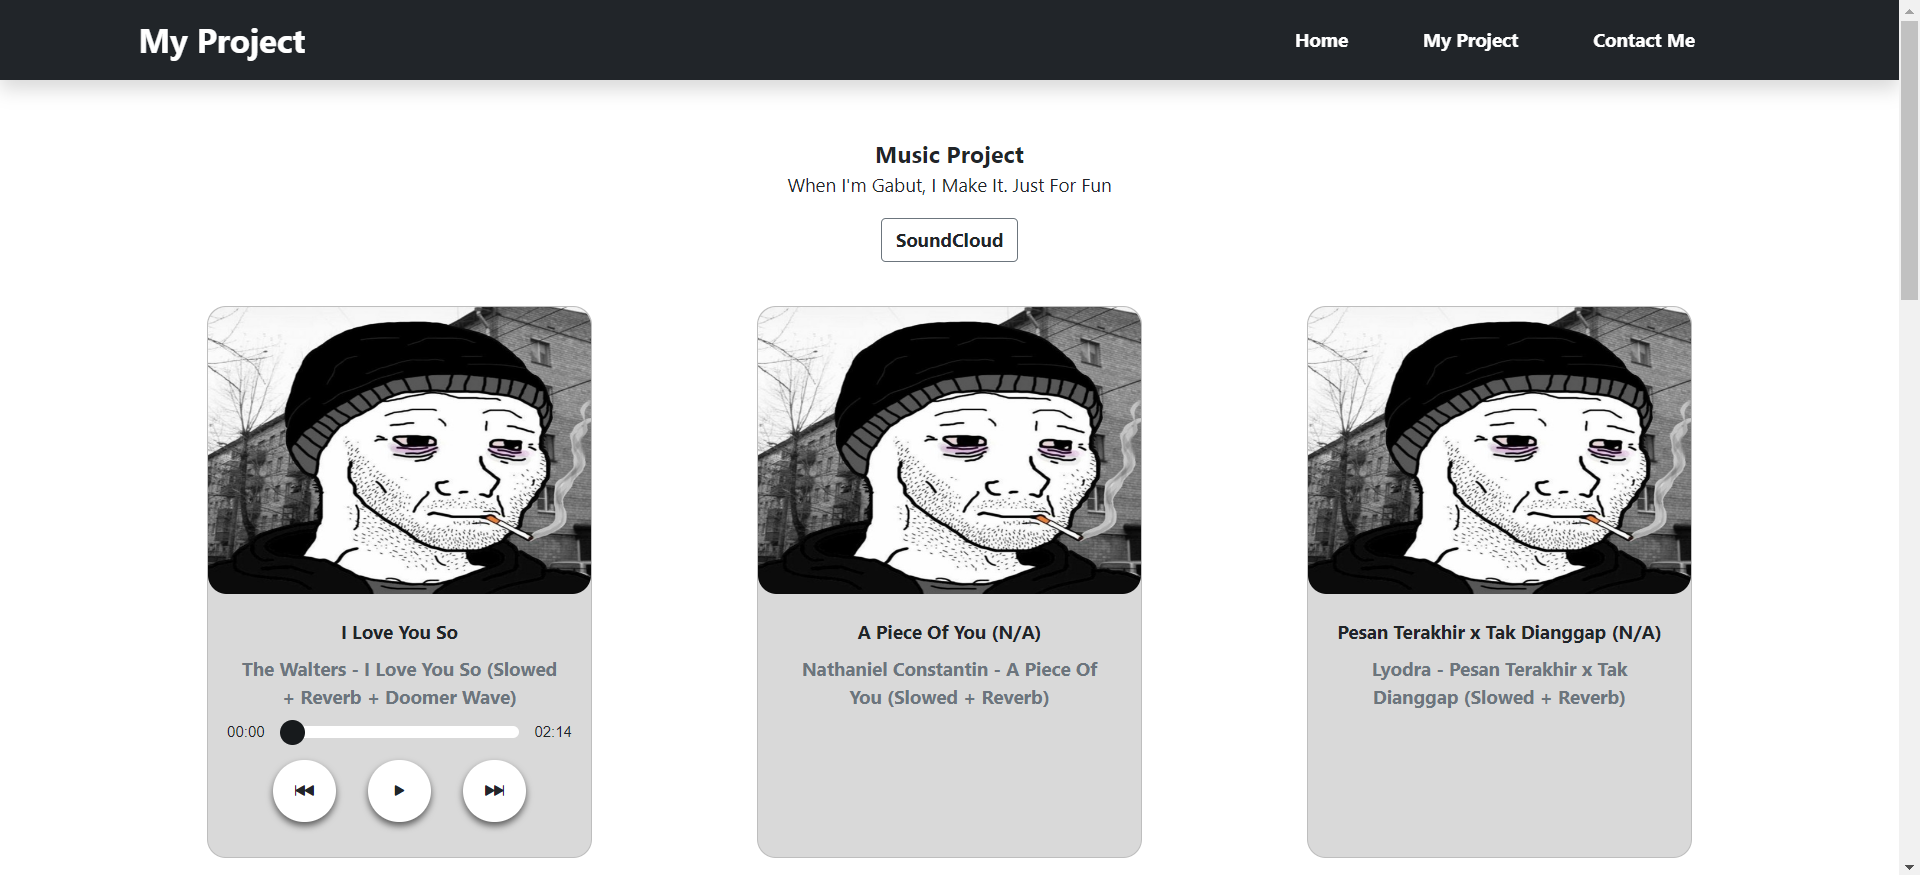 My Project
Home
My Project
Contact Me
Music Project
When I'm Gabut, I Make It. Just For Fun
SoundCloud
I Love You So
The Walters - I Love You So (Slowed
+ Reverb + Doomer Wave)
00:00
02:14
A Piece Of You (N/A)
Nathaniel Constantin - A Piece Of
You (Slowed + Reverb)
Pesan Terakhir x Tak Dianggap (N/A)
Lyodra - Pesan Terakhir x Tak
Dianggap (Slowed + Reverb)